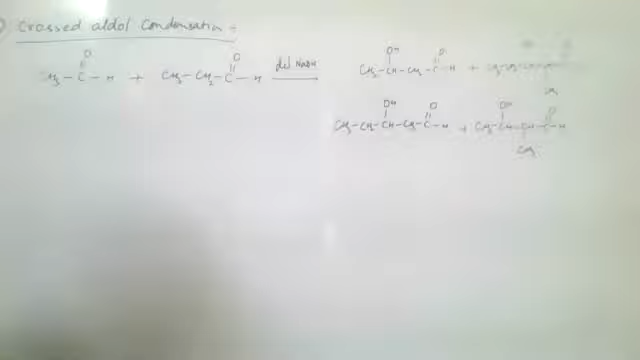 Crossed aldol Condensation :-
O O OH O
CH₃-C-H + CH₃-CH₂-C-H dil NaOH CH₃-CH-CH₂-C-H +
OH O OH O
CH₃-CH₂-CH-CH₂-C-H + CH₃-CH-CH-C-H
CH₃